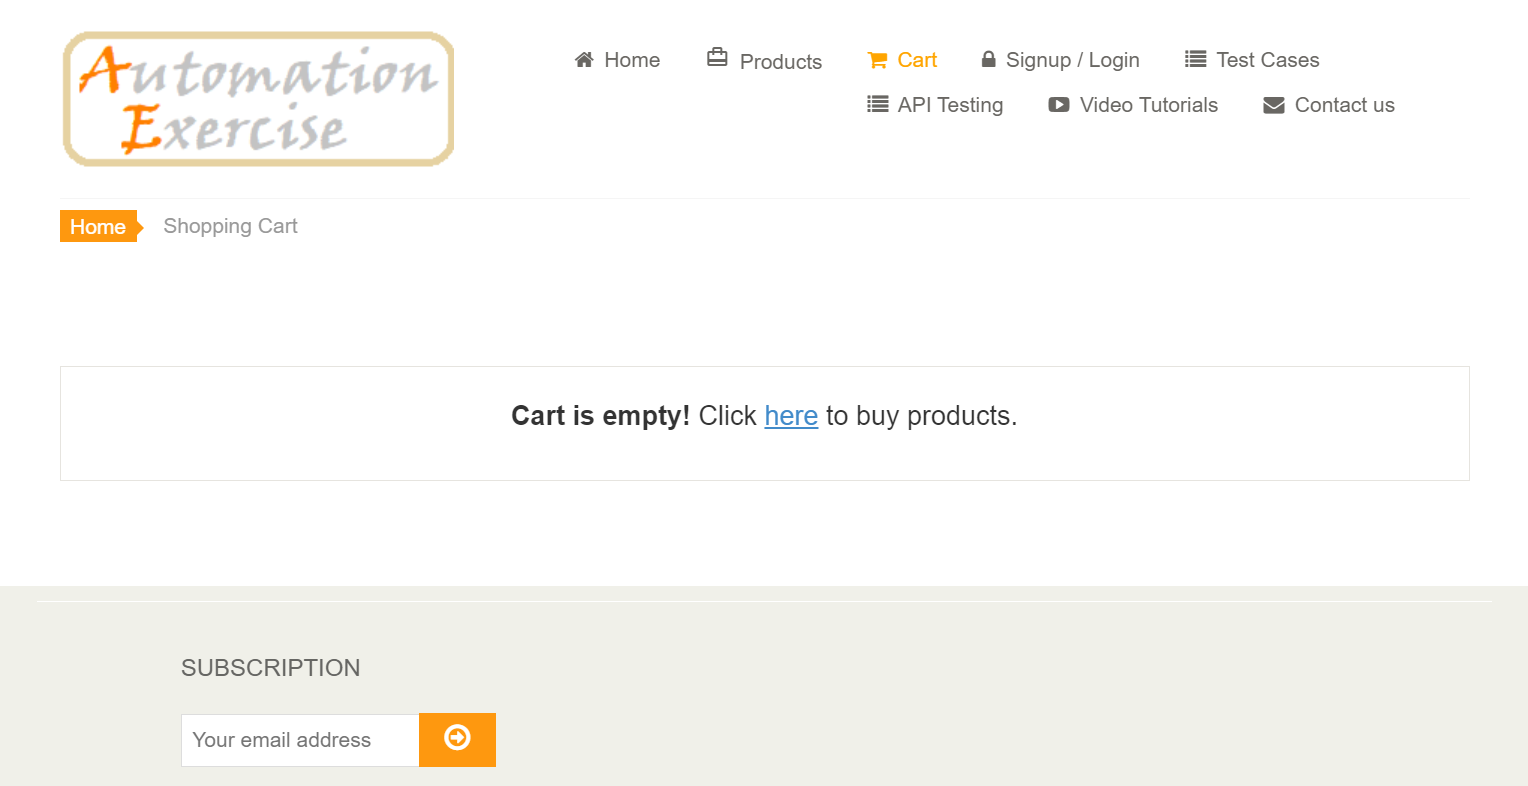 Automation
Exercise
Home Products Cart Signup / Login Test Cases
API Testing Video Tutorials Contact us
Home Shopping Cart
Cart is empty! Click here to buy products.
SUBSCRIPTION
Your email address